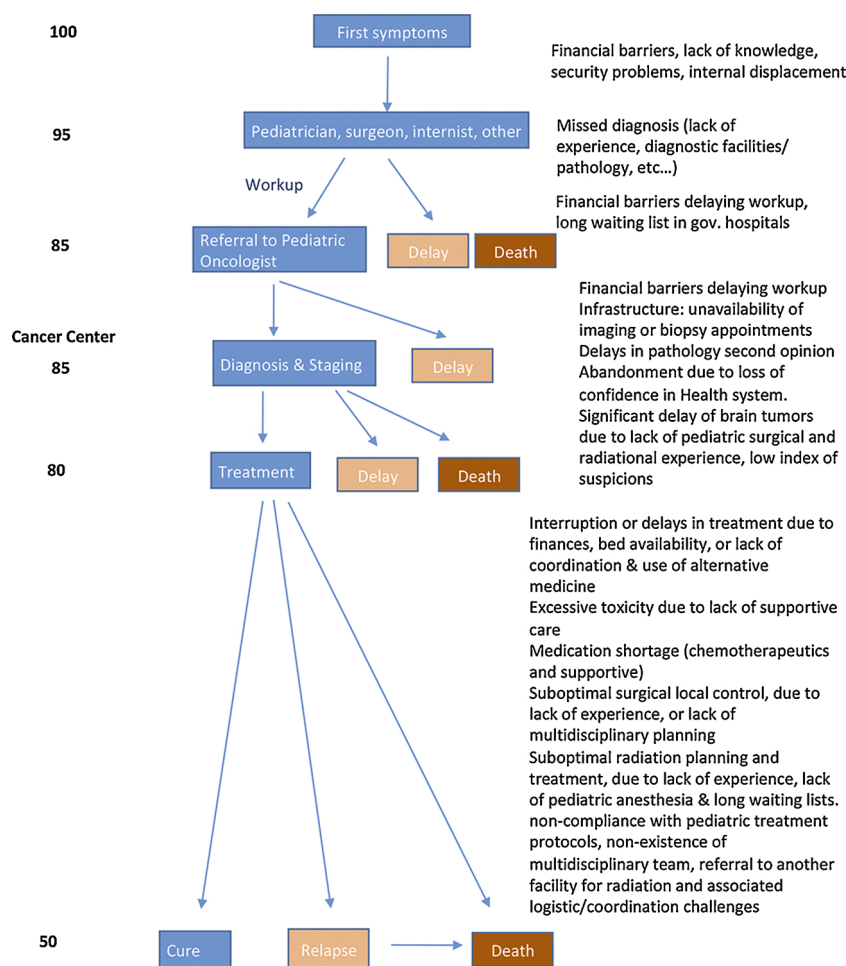 100
First symptoms
Financial barriers, lack of knowledge,
security problems, internal displacement
95
Pediatrician, surgeon, internist, other
Missed diagnosis (lack of
experience, diagnostic facilities/
pathology, etc...)
Workup
Financial barriers delaying workup,
long waiting list in gov. hospitals
85
Referral to Pediatric
Oncologist
Delay
Death
Financial barriers delaying workup
Infrastructure: unavailability of
imaging or biopsy appointments
Delays in pathology second opinion
Abandonment due to loss of
confidence in Health system.
Significant delay of brain tumors
due to lack of pediatric surgical and
radiational experience, low index of
suspicions
Cancer Center
85
Diagnosis & Staging
Delay
80
Treatment
Delay
Death
Interruption or delays in treatment due to
finances, bed availability, or lack of
coordination & use of alternative
medicine
Excessive toxicity due to lack of supportive
care
Medication shortage (chemotherapeutics
and supportive)
Suboptimal surgical local control, due to
lack of experience, or lack of
multidisciplinary planning
Suboptimal radiation planning and
treatment, due to lack of experience, lack
of pediatric anesthesia & long waiting lists.
non-compliance with pediatric treatment
protocols, non-existence of
multidisciplinary team, referral to another
facility for radiation and associated
logistic/coordination challenges
50
Cure
Relapse
Death